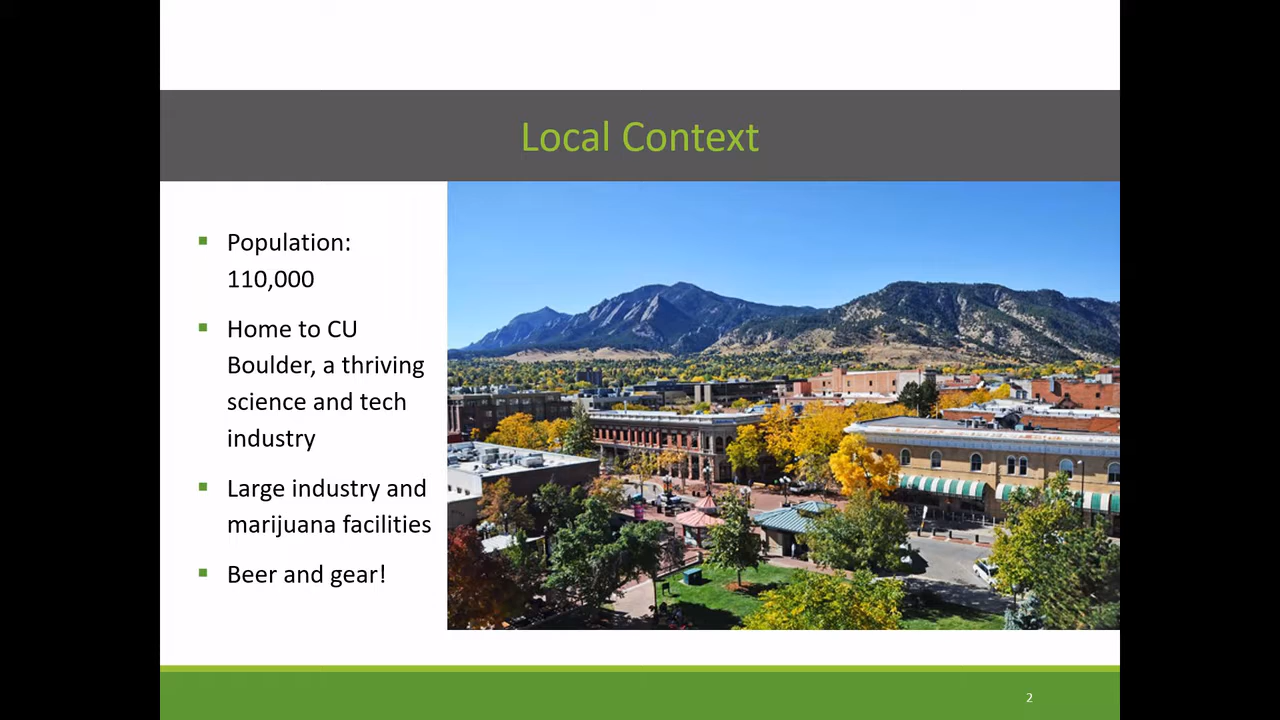 Local Context
Population:
110,000
Home to CU
Boulder, a thriving
science and tech
industry
Large industry and
marijuana facilities
Beer and gear!
2